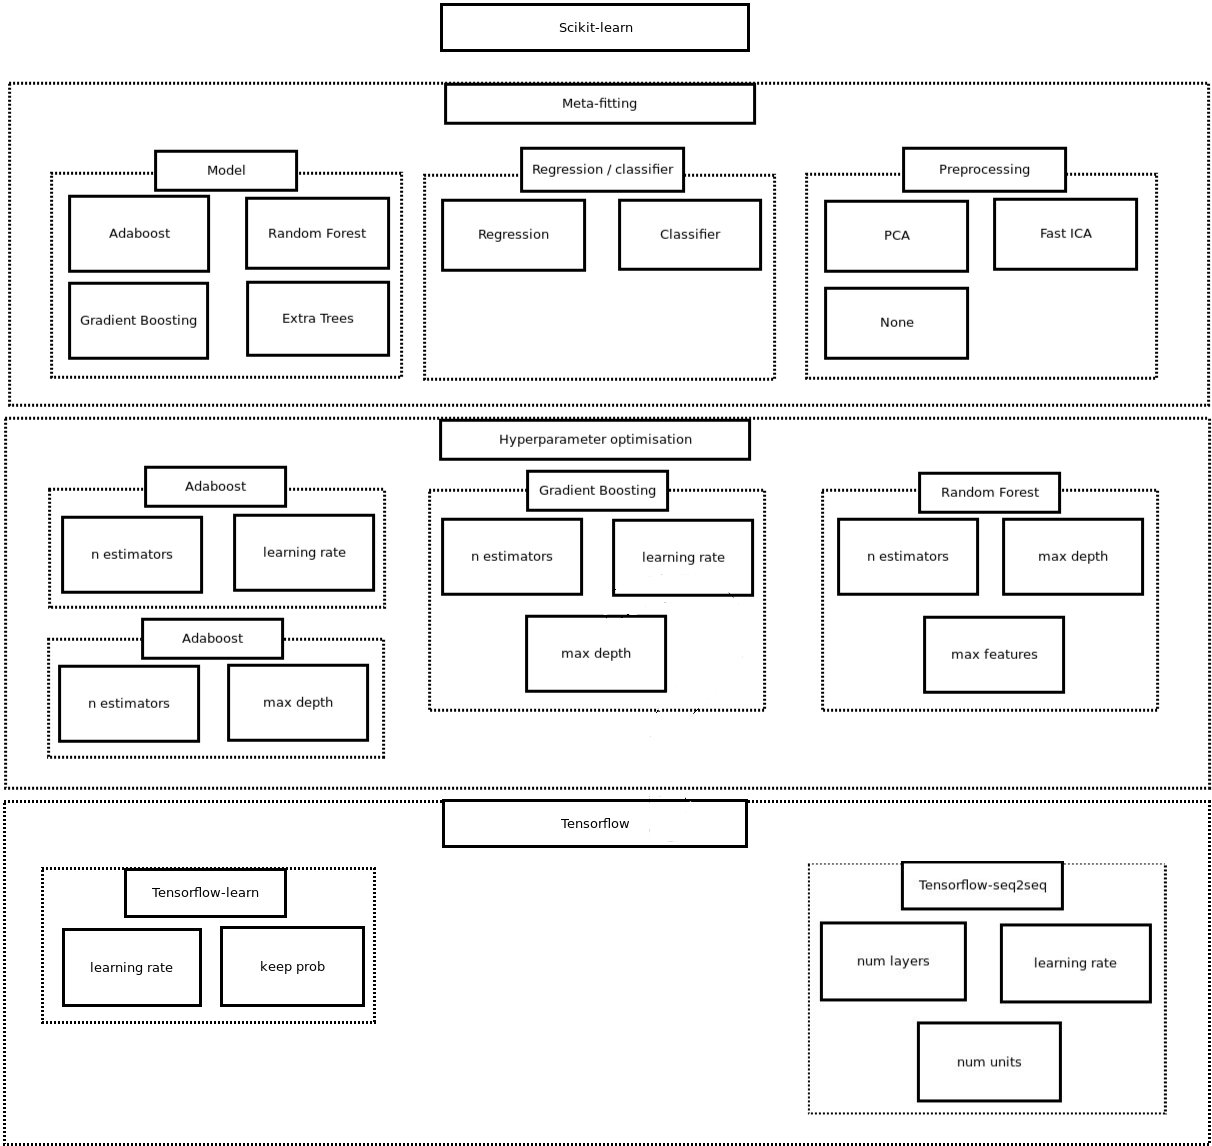 Scikit-learn
Meta-fitting
Model
Adaboost
Random Forest
Gradient Boosting
Extra Trees
Regression / classifier
Regression
Classifier
Preprocessing
PCA
Fast ICA
None
Hyperparameter optimisation
Adaboost
n estimators
learning rate
Adaboost
n estimators
max depth
Gradient Boosting
n estimators
learning rate
max depth
Random Forest
n estimators
max depth
max features
Tensorflow
Tensorflow-learn
learning rate
keep prob
Tensorflow-seq2seq
num layers
learning rate
num units